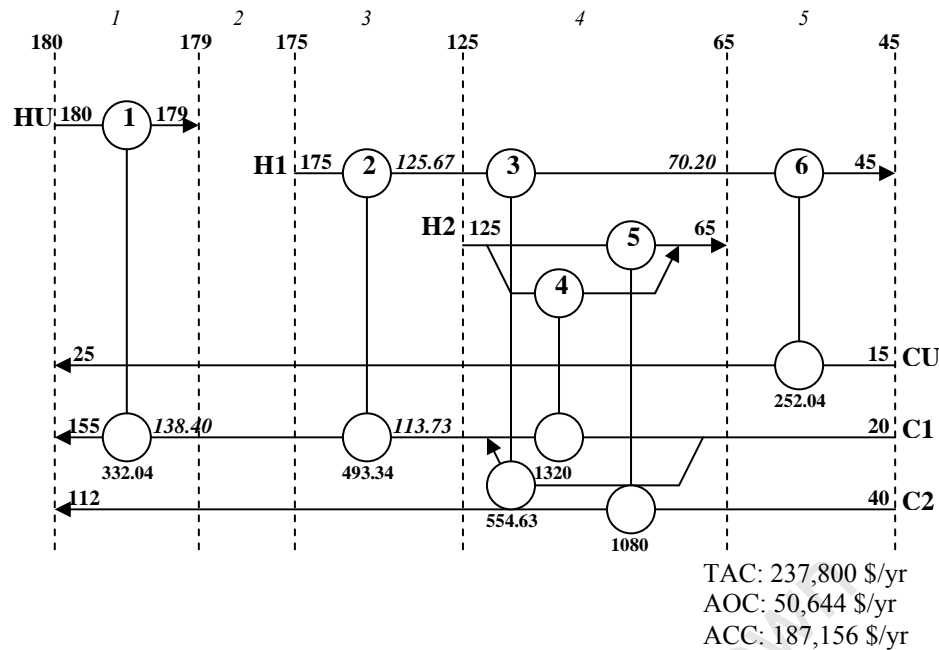 1 2 3 4 5
180 179 175 125 65 45
HU 180 1 179
H1 175 2 125.67 3 70.20 6 45
H2 125 5 65
4
25 15 CU
252.04
155 138.40 113.73 20 C1
332.04 493.34 1320
112 40 C2
554.63
1080
TAC: 237,800 $/yr
AOC: 50,644 $/yr
ACC: 187,156 $/yr